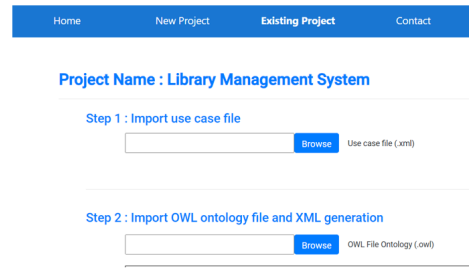 Home New Project Existing Project Contact
Project Name : Library Management System
Step 1 : Import use case file
Browse Use case file (.xml)
Step 2 : Import OWL ontology file and XML generation
Browse OWL File Ontology (.owl)